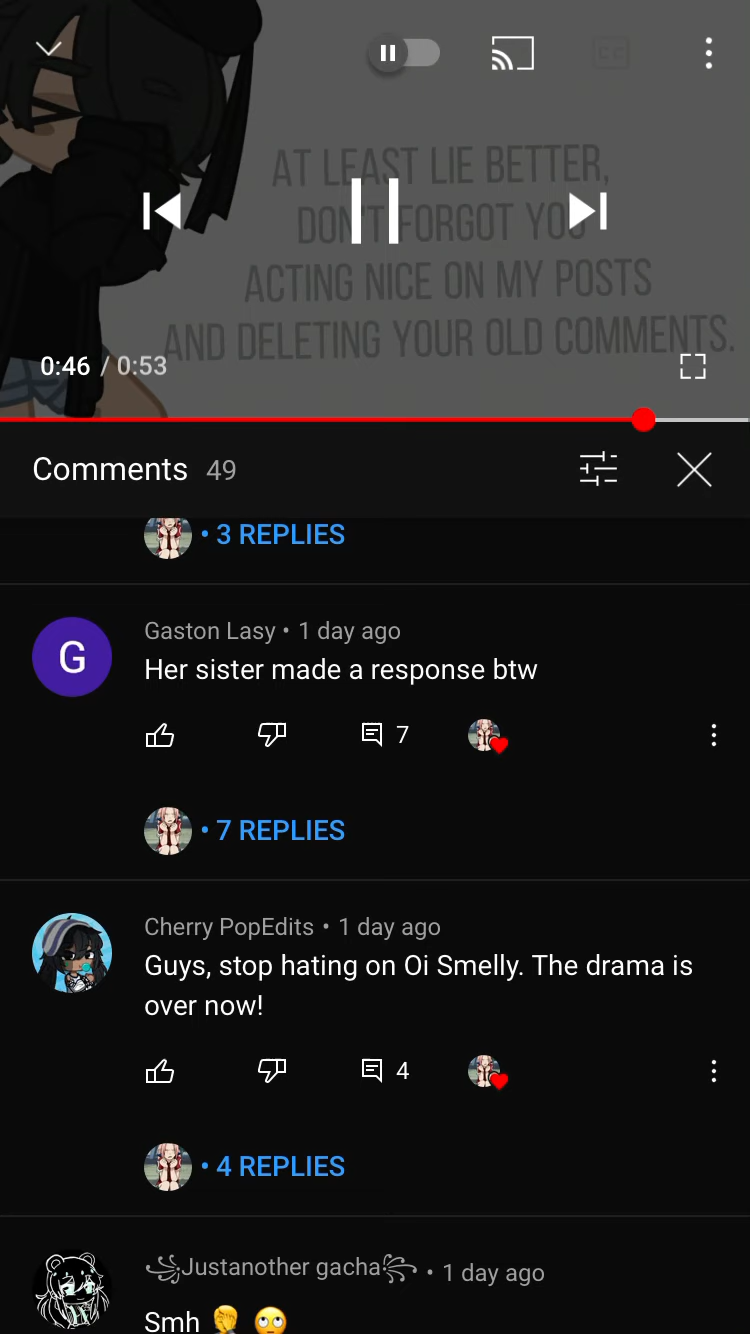 AT LEAST LIE BETTER,
DON'T FORGOT YOU
ACTING NICE ON MY POSTS
AND DELETING YOUR OLD COMMENTS.
0:46 / 0:53
Comments 49
• 3 REPLIES
Gaston Lasy • 1 day ago
Her sister made a response btw
7
• 7 REPLIES
G
Cherry PopEdits • 1 day ago
Guys, stop hating on Oi Smelly. The drama is
over now!
4
• 4 REPLIES
꧁Justanother gacha꧂ • 1 day ago
Smh 🤦 🙄